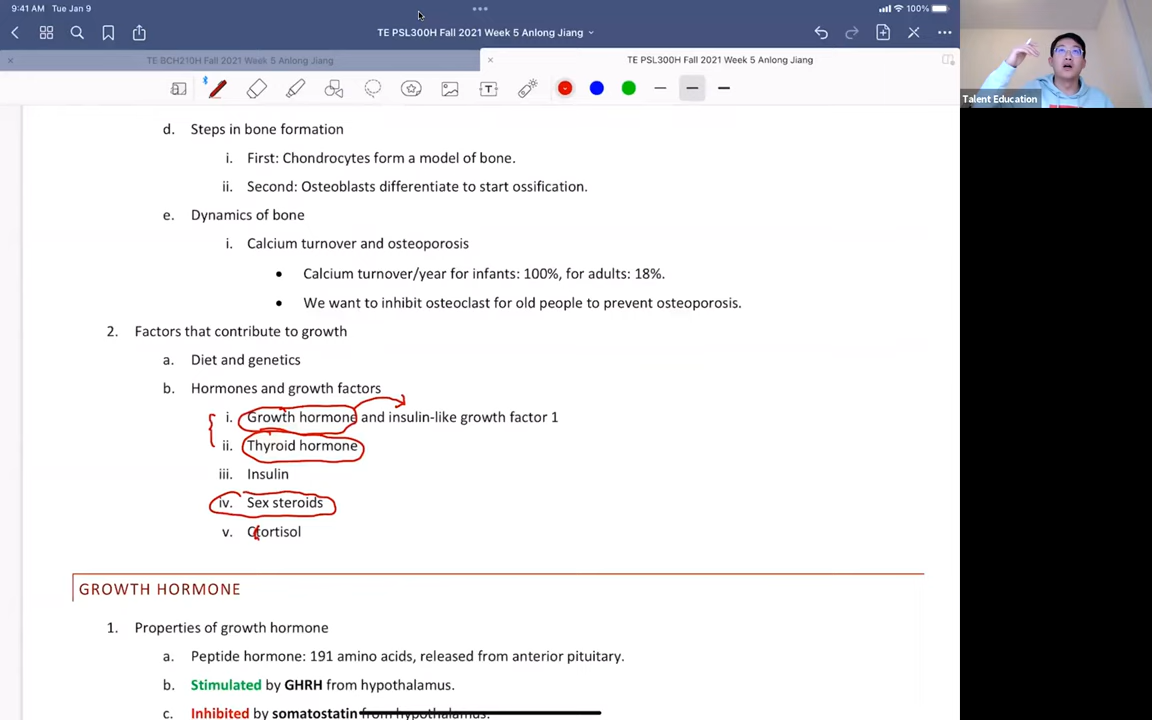 9:41 AM Tue Jan 9
100%
TE PSL300H Fall 2021 Week 5 Anlong Jiang
TE BCH210H Fall 2021 Week 5 Anlong Jiang
TE PSL300H Fall 2021 Week 5 Anlong Jiang
Talent Education
d. Steps in bone formation
i. First: Chondrocytes form a model of bone.
ii. Second: Osteoblasts differentiate to start ossification.
e. Dynamics of bone
i. Calcium turnover and osteoporosis
• Calcium turnover/year for infants: 100%, for adults: 18%.
• We want to inhibit osteoclast for old people to prevent osteoporosis.
2. Factors that contribute to growth
a. Diet and genetics
b. Hormones and growth factors
i. Growth hormone and insulin-like growth factor 1
ii. Thyroid hormone
iii. Insulin
iv. Sex steroids
v. Cortisol
GROWTH HORMONE
1. Properties of growth hormone
a. Peptide hormone: 191 amino acids, released from anterior pituitary.
b. Stimulated by GHRH from hypothalamus.
c. Inhibited by somatostatin from hypothalamus.